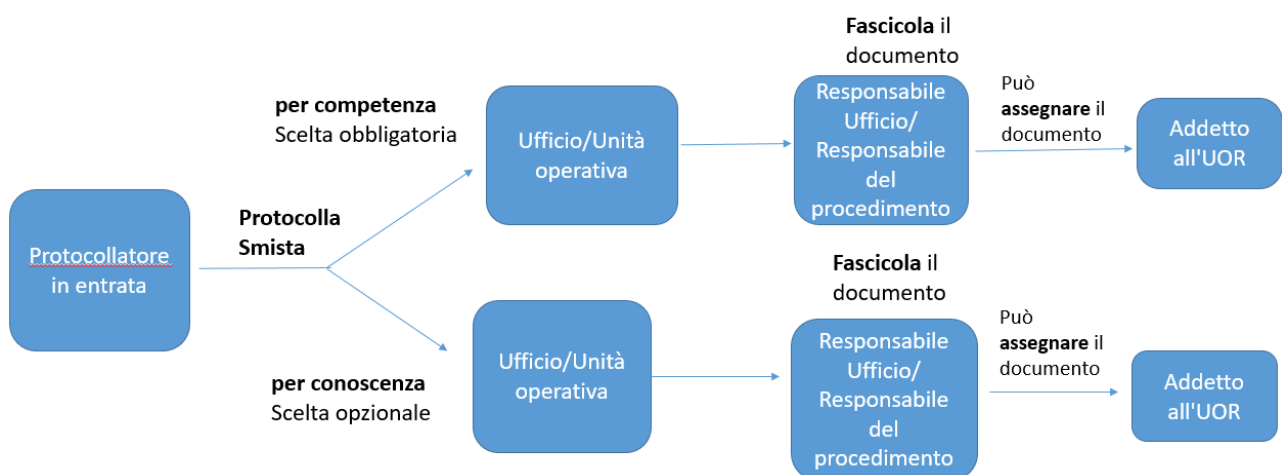 Protocollatore
in entrata
Protocolla
Smista
per competenza
Scelta obbligatoria
Ufficio/Unità
operativa
Fascicola il
documento
Responsabile
Ufficio/
Responsabile
del
procedimento
Può
assegnare il
documento
Addetto
all'UOR
per conoscenza
Scelta opzionale
Ufficio/Unità
operativa
Fascicola il
documento
Responsabile
Ufficio/
Responsabile
del
procedimento
Può
assegnare il
documento
Addetto
all'UOR